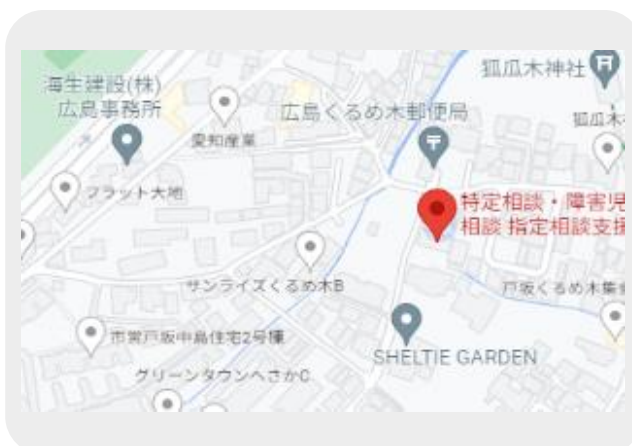 狐瓜木神社
海生建設(株)
広島事務所
広島くるめ木郵便局
愛知産業
狐瓜木
フラット大地
特定相談・障害児
相談 指定相談支援
サンライズくるめ木B
戸坂くるめ木集会
市営戸坂中島住宅2号棟
SHELTIE GARDEN
グリーンタウンへさかC